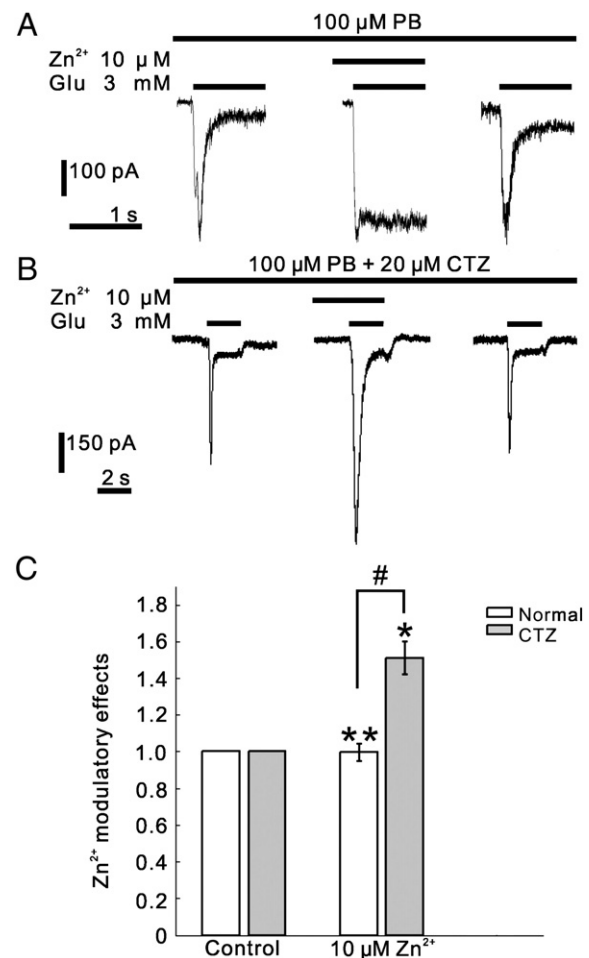 A
100 µM PB
Zn²⁺ 10 µM
Glu 3 mM
100 pA
1 s
B
100 µM PB + 20 µM CTZ
Zn²⁺ 10 µM
Glu 3 mM
150 pA
2 s
C
#
Normal
CTZ
*
**
Zn²⁺ modulatory effects
1.8
1.6
1.4
1.2
1.0
0.8
0.6
0.4
0.2
0
Control
10 µM Zn²⁺